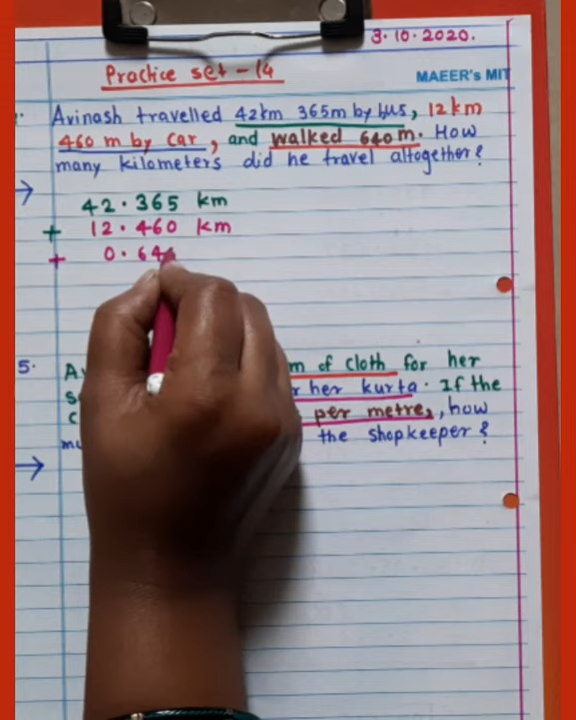 3.10.2020.
Practice set - 14
MAEER's MIT
Avinash travelled 42km 365m by bus, 12km
460 m by car, and walked 640m. How
many kilometers did he travel altogether?
42.365 km
+ 12.460 km
+ 0.64
5. m of cloth for her
her kurta. If the
per metre, how
the shopkeeper?